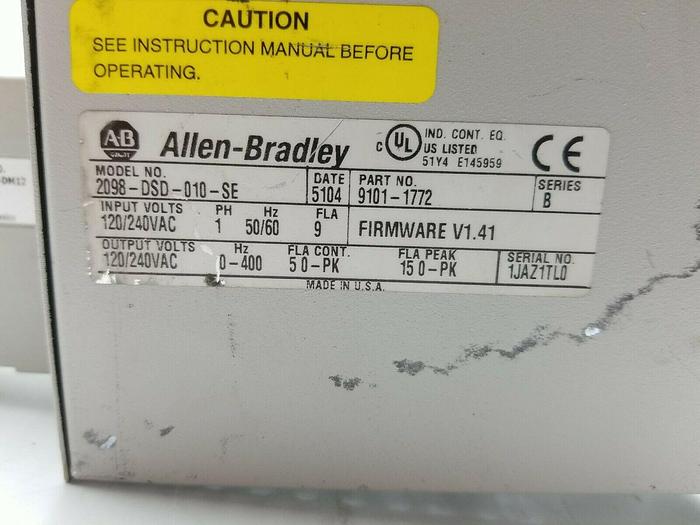 CAUTION
SEE INSTRUCTION MANUAL BEFORE
OPERATING.
A-B
Allen-Bradley
C UL US LISTED
IND. CONT. EQ.
51Y4 E145959
CE
MODEL NO.
2098-DSD-010-SE
DATE
5104
PART NO.
9101-1772
SERIES
B
INPUT VOLTS PH Hz FLA
120/240VAC 1 50/60 9
FIRMWARE V1.41
OUTPUT VOLTS Hz FLA CONT. FLA PEAK SERIAL NO.
120/240VAC 0-400 5 0-PK 15 0-PK 1JAZ1TL0
MADE IN U.S.A.